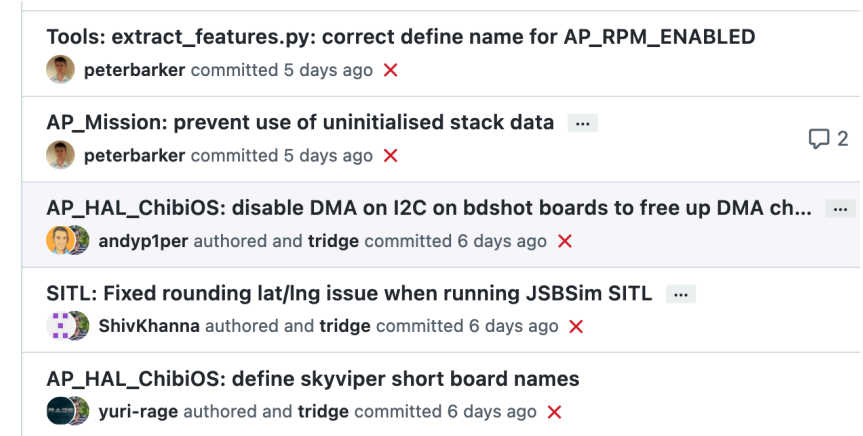 Tools: extract_features.py: correct define name for AP_RPM_ENABLED
peterbarker committed 5 days ago
AP_Mission: prevent use of uninitialised stack data ...
peterbarker committed 5 days ago
2
AP_HAL_ChibiOS: disable DMA on I2C on bdshot boards to free up DMA ch... ...
andyp1per authored and tridge committed 6 days ago
SITL: Fixed rounding lat/lng issue when running JSBSim SITL ...
ShivKhanna authored and tridge committed 6 days ago
AP_HAL_ChibiOS: define skyviper short board names
yuri-rage authored and tridge committed 6 days ago